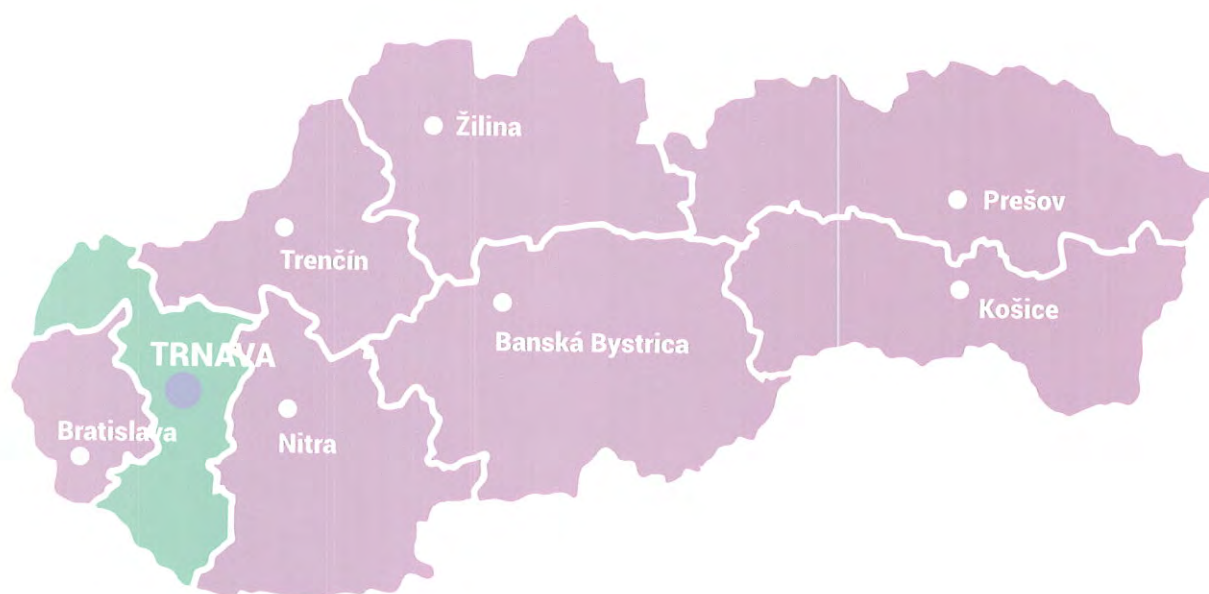 Žilina
Prešov
Trenčín
Košice
Banská Bystrica
TRNAVA
Bratislava
Nitra